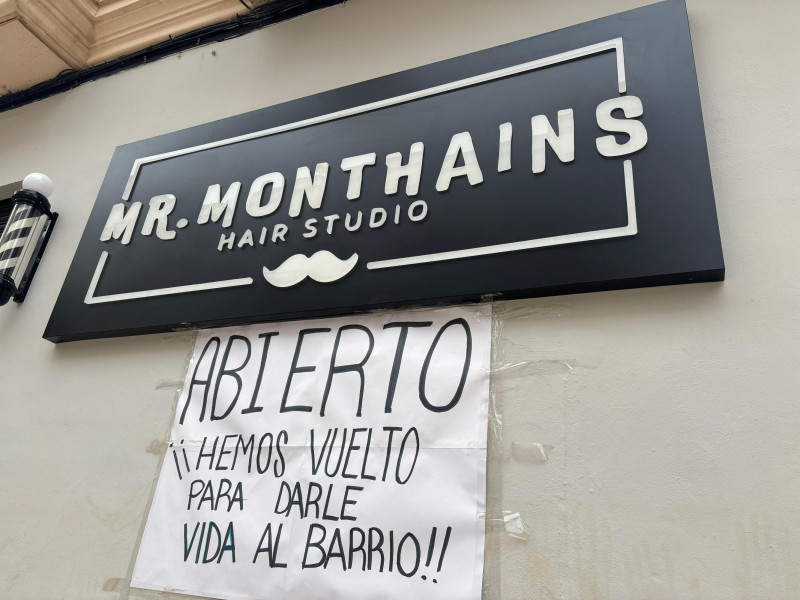 MR. MONTHAINS
HAIR STUDIO
ABIERTO
¡¡HEMOS VUELTO
PARA DARLE
VIDA AL BARRIO!!